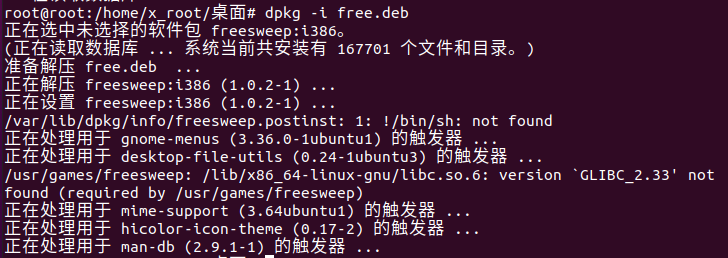 root@root:/home/x_root/桌面# dpkg -i free.deb
正在选中未选择的软件包 freesweep:i386。
(正在读取数据库 ... 系统当前共安装有 167701 个文件和目录。)
准备解压 free.deb  ...
正在解压 freesweep:i386 (1.0.2-1) ...
正在设置 freesweep:i386 (1.0.2-1) ...
/var/lib/dpkg/info/freesweep.postinst: 1: !/bin/sh: not found
正在处理用于 gnome-menus (3.36.0-1ubuntu1) 的触发器 ...
正在处理用于 desktop-file-utils (0.24-1ubuntu3) 的触发器 ...
/usr/games/freesweep: /lib/x86_64-linux-gnu/libc.so.6: version `GLIBC_2.33' not
found (required by /usr/games/freesweep)
正在处理用于 mime-support (3.64ubuntu1) 的触发器 ...
正在处理用于 hicolor-icon-theme (0.17-2) 的触发器 ...
正在处理用于 man-db (2.9.1-1) 的触发器 ...